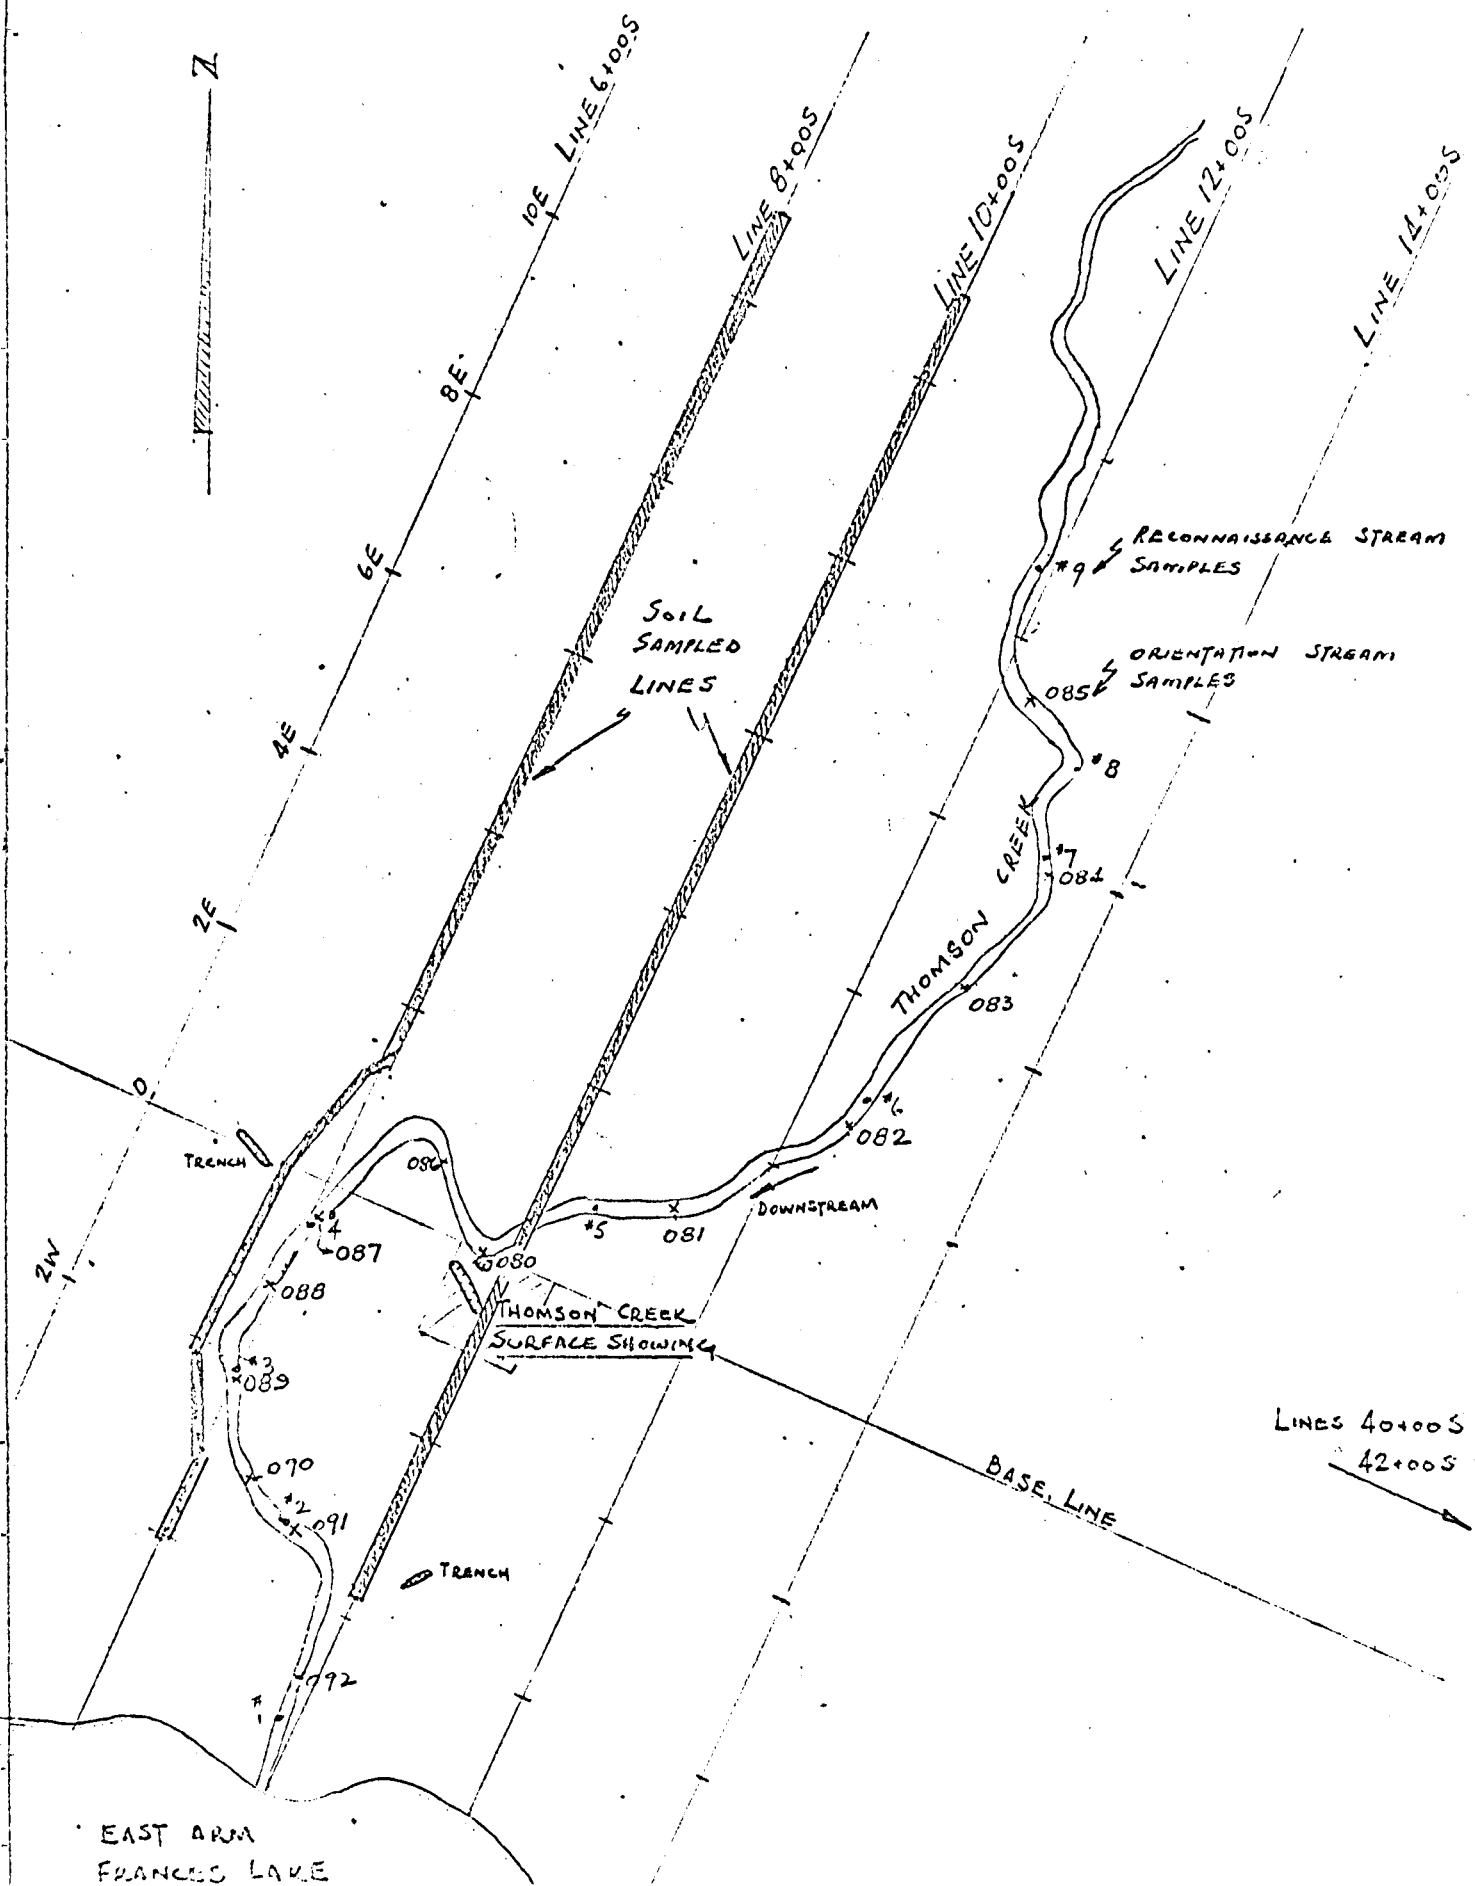 N
LINE 6+00S
LINE 8+00S
LINE 10+00S
LINE 12+00S
LINE 14+00S
10E
8E
6E
4E
2E
0
2W
RECONNAISSANCE STREAM
SAMPLES
#9
ORIENTATION STREAM
SAMPLES
085
SOIL
SAMPLED
LINES
#8
#7
084
THOMSON CREEK
083
#6
082
DOWNSTREAM
081
#5
086
080
TRENCH
#4
087
088
THOMSON CREEK
SURFACE SHOWING
#3
089
070
#2
091
TRENCH
092
#1
BASE LINE
LINES 40+00S
42+00S
EAST ARM
FRANCES LAKE